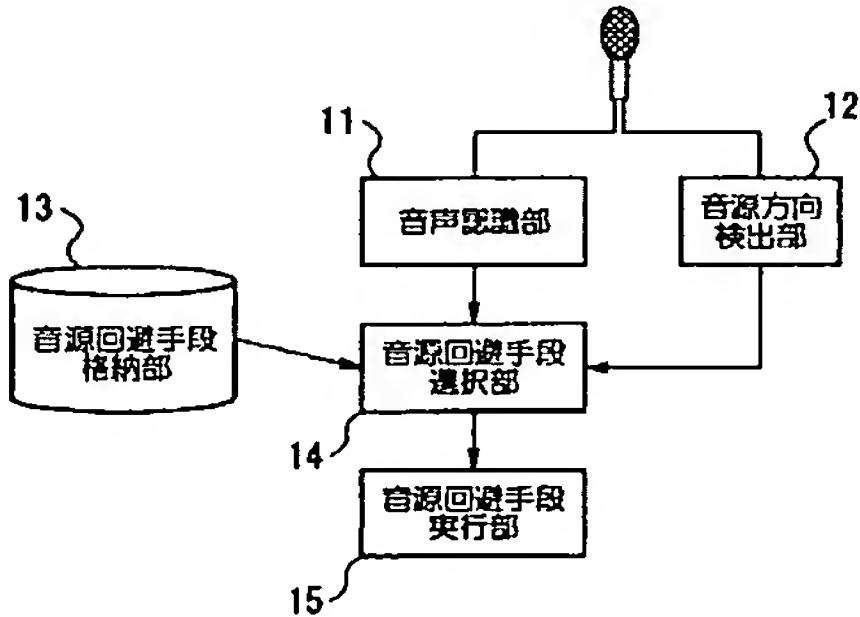 11
12
音声認識部
音源方向
検出部
13
音源回避手段
格納部
音源回避手段
選択部
14
音源回避手段
実行部
15